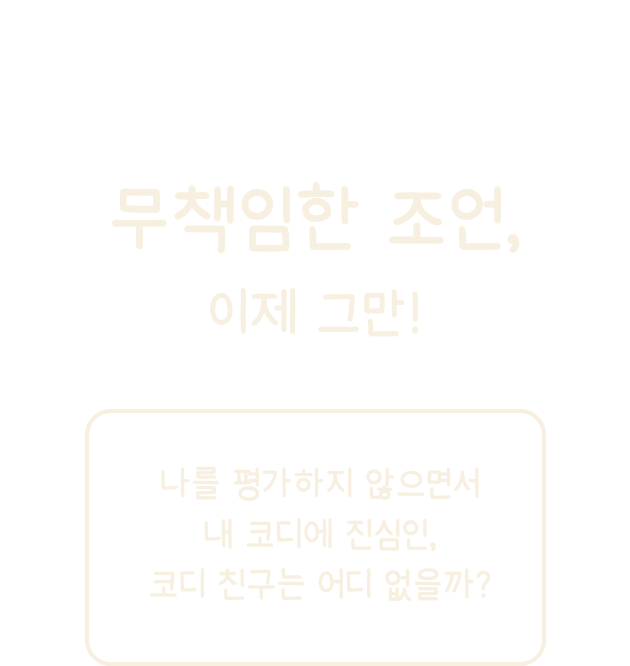 무책임한 조언,
이제 그만!
나를 평가하지 않으면서
내 코디에 진심인,
코디 친구는 어디 없을까?